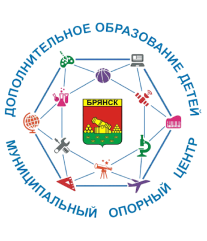 ДОПОЛНИТЕЛЬНОЕ ОБРАЗОВАНИЕ ДЕТЕЙ
БРЯНСК
МУНИЦИПАЛЬНЫЙ ОПОРНЫЙ ЦЕНТР